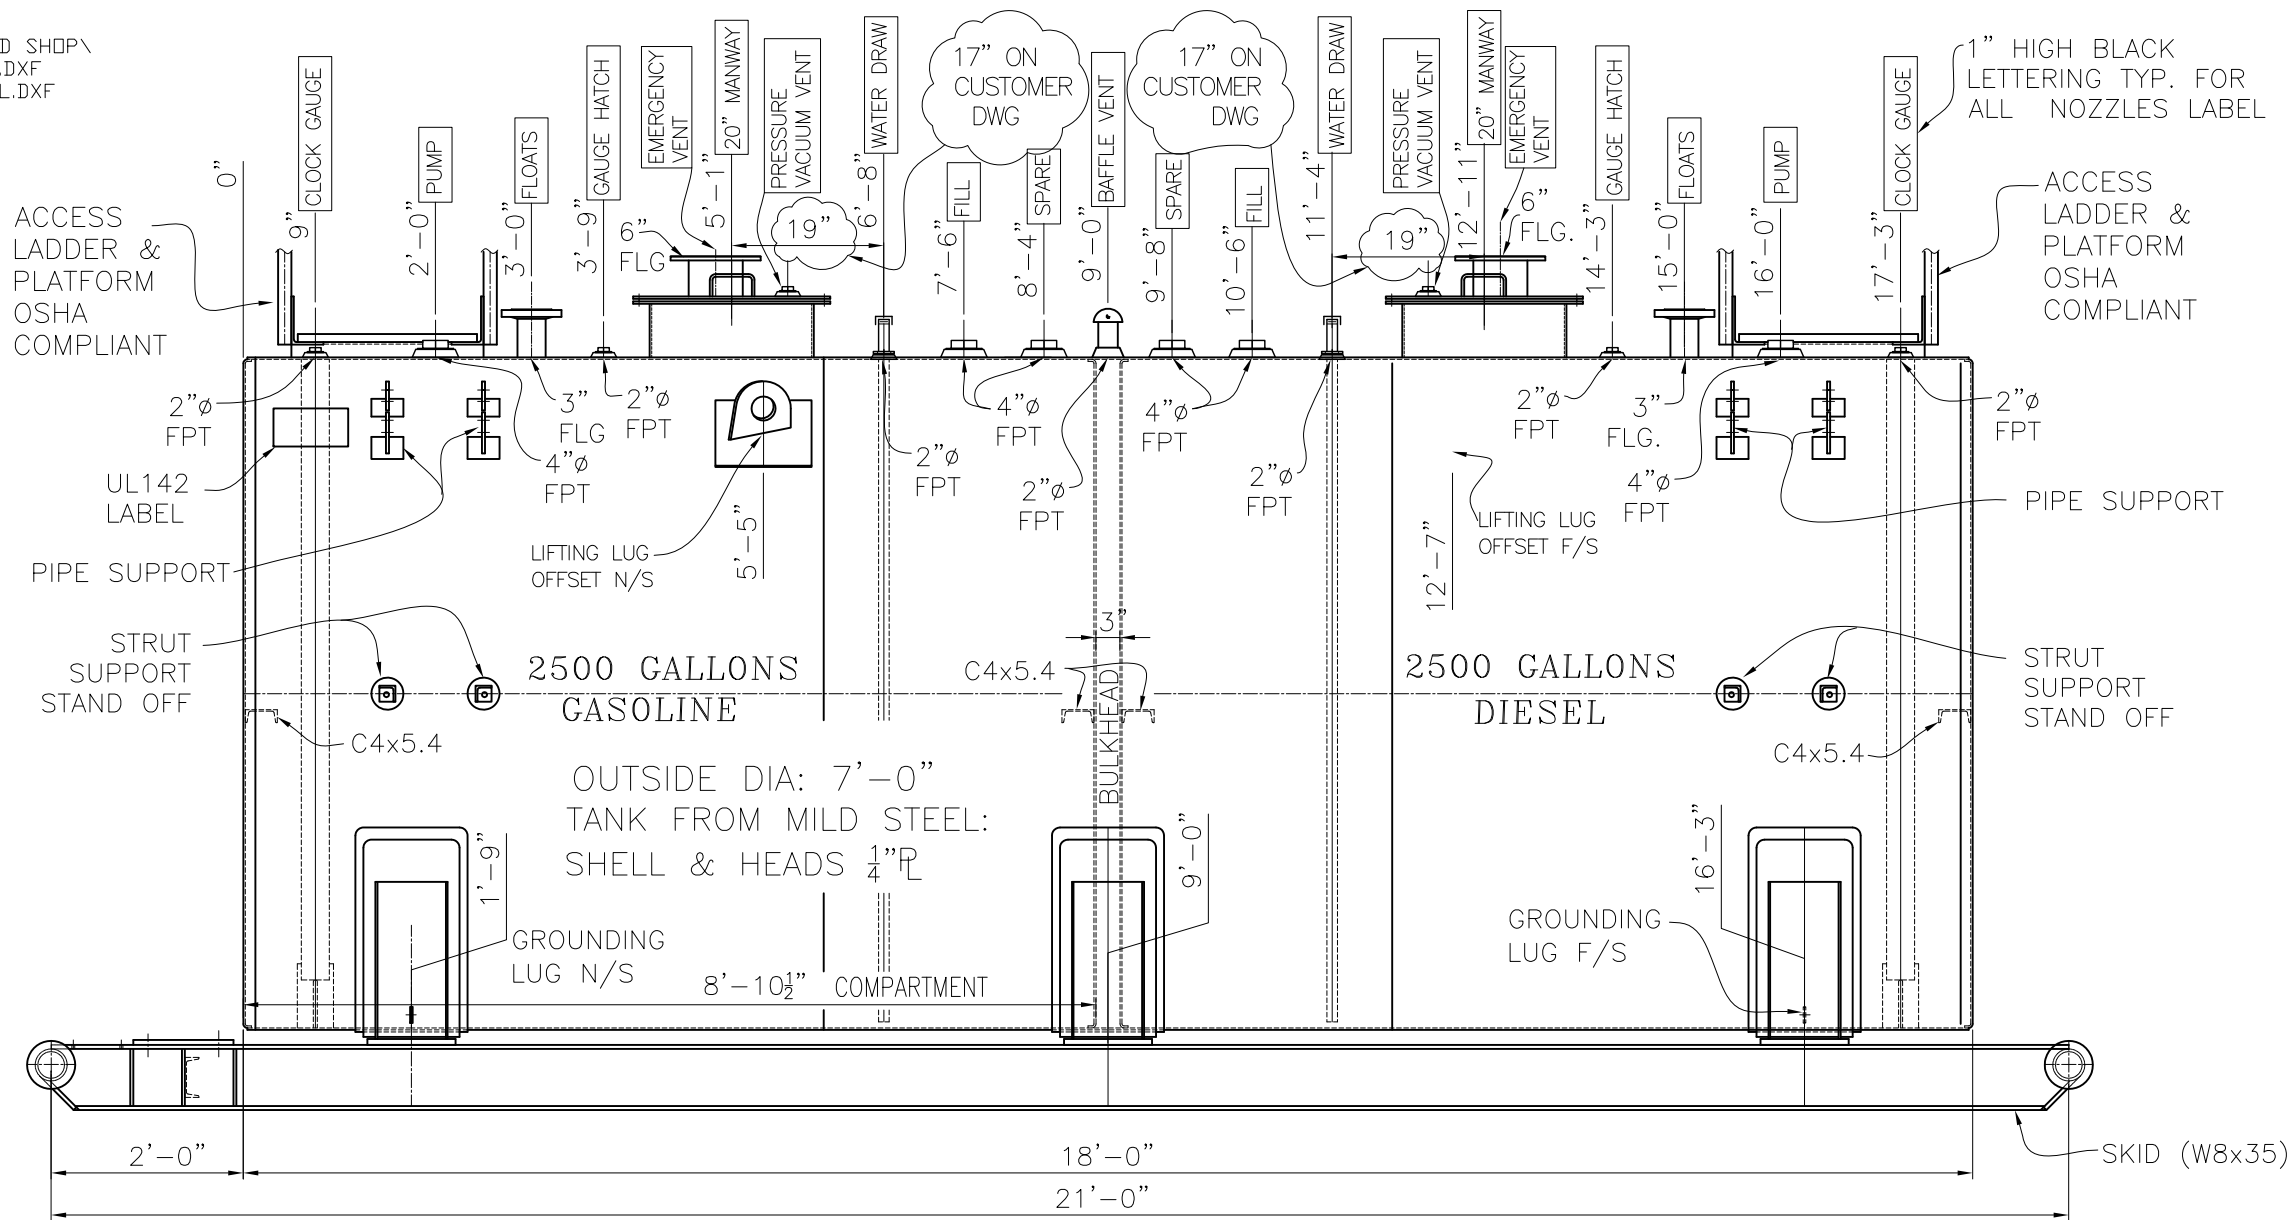 D SHOP\
.DXF
L.DXF
0"
9"
CLOCK GAUGE
2'-0"
PUMP
3'-0"
FLOATS
3'-9"
GAUGE HATCH
EMERGENCY
VENT
5'-1"
20" MANWAY
PRESSURE
VACUUM VENT
6'-8"
WATER DRAW
17" ON
CUSTOMER
DWG
7'-6"
FILL
8'-4"
SPARE
9'-0"
BAFFLE VENT
17" ON
CUSTOMER
DWG
9'-8"
SPARE
10'-6"
FILL
11'-4"
WATER DRAW
PRESSURE
VACUUM VENT
12'-11"
20" MANWAY
EMERGENCY
VENT
14'-3"
GAUGE HATCH
15'-0"
FLOATS
16'-0"
PUMP
17'-3"
CLOCK GAUGE
1" HIGH BLACK
LETTERING TYP. FOR
ALL NOZZLES LABEL
ACCESS
LADDER &
PLATFORM
OSHA
COMPLIANT
6"
FLG
19"
19"
6"
FLG.
ACCESS
LADDER &
PLATFORM
OSHA
COMPLIANT
2"ø
FPT
3"
FLG
2"ø
FPT
4"ø
FPT
4"ø
FPT
2"ø
FPT
2"ø
FPT
4"ø
FPT
2"ø
FPT
2"ø
FPT
3"
FLG.
4"ø
FPT
2"ø
FPT
UL142
LABEL
PIPE SUPPORT
LIFTING LUG
OFFSET N/S
5'-5"
12'-7"
LIFTING LUG
OFFSET F/S
PIPE SUPPORT
STRUT
SUPPORT
STAND OFF
2500 GALLONS
GASOLINE
3"
C4x5.4
BULKHEAD
2500 GALLONS
DIESEL
STRUT
SUPPORT
STAND OFF
C4x5.4
C4x5.4
OUTSIDE DIA: 7'-0"
TANK FROM MILD STEEL:
SHELL & HEADS ¼"℄
1'-9"
9'-0"
16'-3"
GROUNDING
LUG N/S
GROUNDING
LUG F/S
8'-10½" COMPARTMENT
2'-0"
18'-0"
SKID (W8x35)
21'-0"